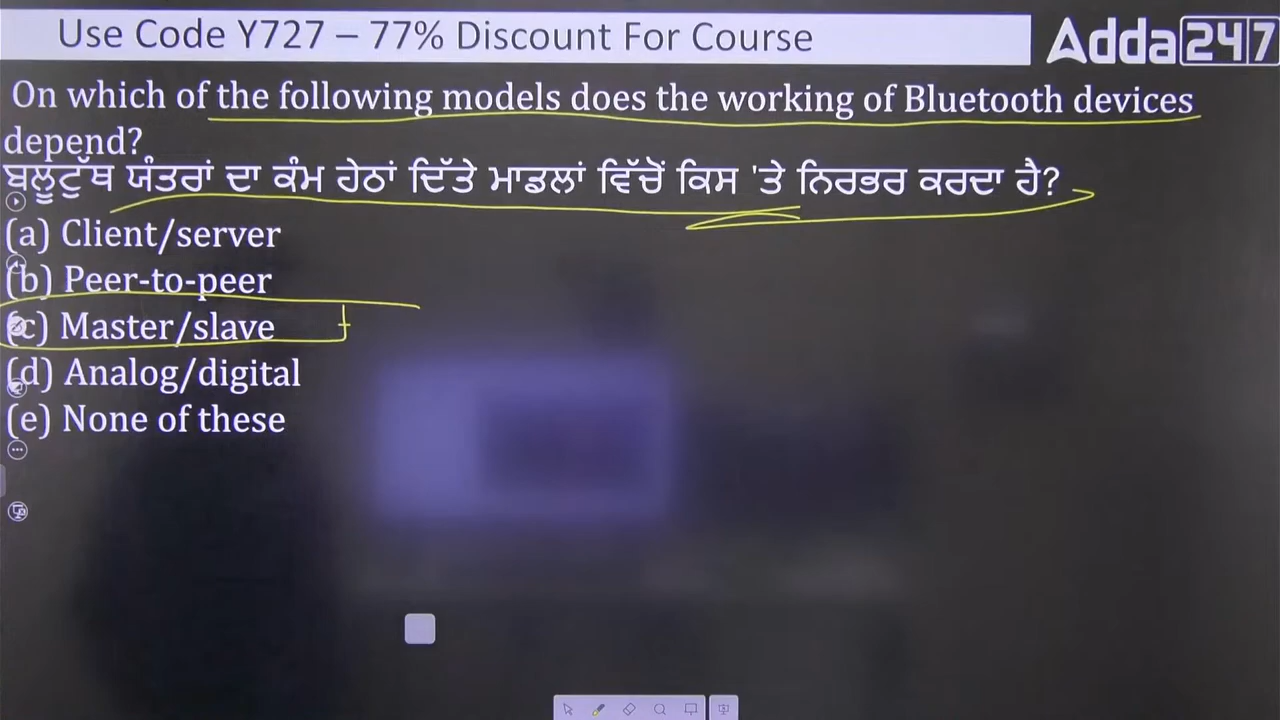 Use Code Y727 – 77% Discount For Course
Adda247
On which of the following models does the working of Bluetooth devices
depend?
ਬਲੂਟੁੱਥ ਯੰਤਰਾਂ ਦਾ ਕੰਮ ਹੇਠਾਂ ਦਿੱਤੇ ਮਾਡਲਾਂ ਵਿੱਚੋਂ ਕਿਸ 'ਤੇ ਨਿਰਭਰ ਕਰਦਾ ਹੈ?
(a) Client/server
(b) Peer-to-peer
(c) Master/slave
(d) Analog/digital
(e) None of these